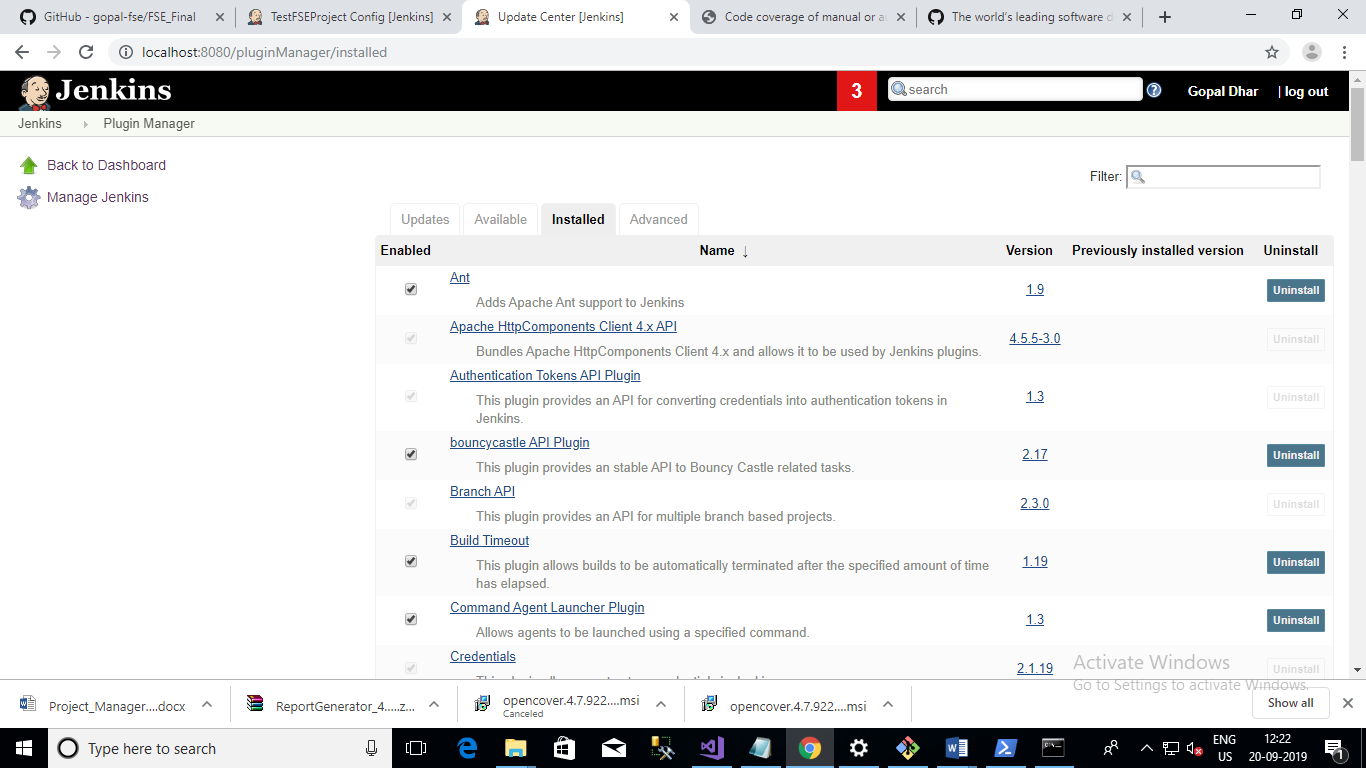 GitHub - gopal-fse/FSE_Final
TestFSEProject Config [Jenkins]
Update Center [Jenkins]
Code coverage of manual or a
The world's leading software d
localhost:8080/pluginManager/installed
Jenkins
3
search
Gopal Dhar
| log out
Jenkins
Plugin Manager
Back to Dashboard
Manage Jenkins
Filter:
Updates
Available
Installed
Advanced
Enabled
Name ↓
Version
Previously installed version
Uninstall
Ant
Adds Apache Ant support to Jenkins
1.9
Uninstall
Apache HttpComponents Client 4.x API
Bundles Apache HttpComponents Client 4.x and allows it to be used by Jenkins plugins.
4.5.5-3.0
Uninstall
Authentication Tokens API Plugin
This plugin provides an API for converting credentials into authentication tokens in
Jenkins.
1.3
Uninstall
bouncycastle API Plugin
This plugin provides an stable API to Bouncy Castle related tasks.
2.17
Uninstall
Branch API
This plugin provides an API for multiple branch based projects.
2.3.0
Uninstall
Build Timeout
This plugin allows builds to be automatically terminated after the specified amount of time
has elapsed.
1.19
Uninstall
Command Agent Launcher Plugin
Allows agents to be launched using a specified command.
1.3
Uninstall
Credentials
2.1.19
Uninstall
Activate Windows
Go to Settings to activate Windows.
Project_Manager....docx
ReportGenerator_4.....z...
opencover.4.7.922....msi
Canceled
opencover.4.7.922....msi
Show all
Type here to search
ENG
US
12:22
20-09-2019
1